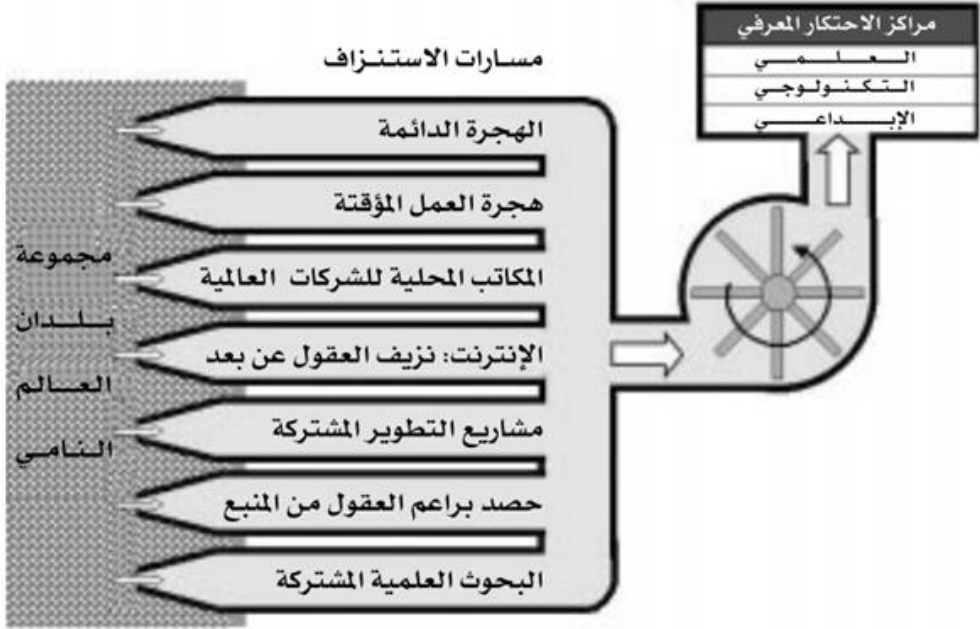 مراكز الاحتكار المعرفي
العلمي
التكنولوجي
الإبداعي
مسارات الاستنزاف
الهجرة الدائمة
هجرة العمل المؤقتة
المكاتب المحلية للشركات العالمية
الإنترنت: نزيف العقول عن بعد
مشاريع التطوير المشتركة
حصد براعم العقول من المنبع
البحوث العلمية المشتركة
مجموعة
بلدان
العالم
النامي